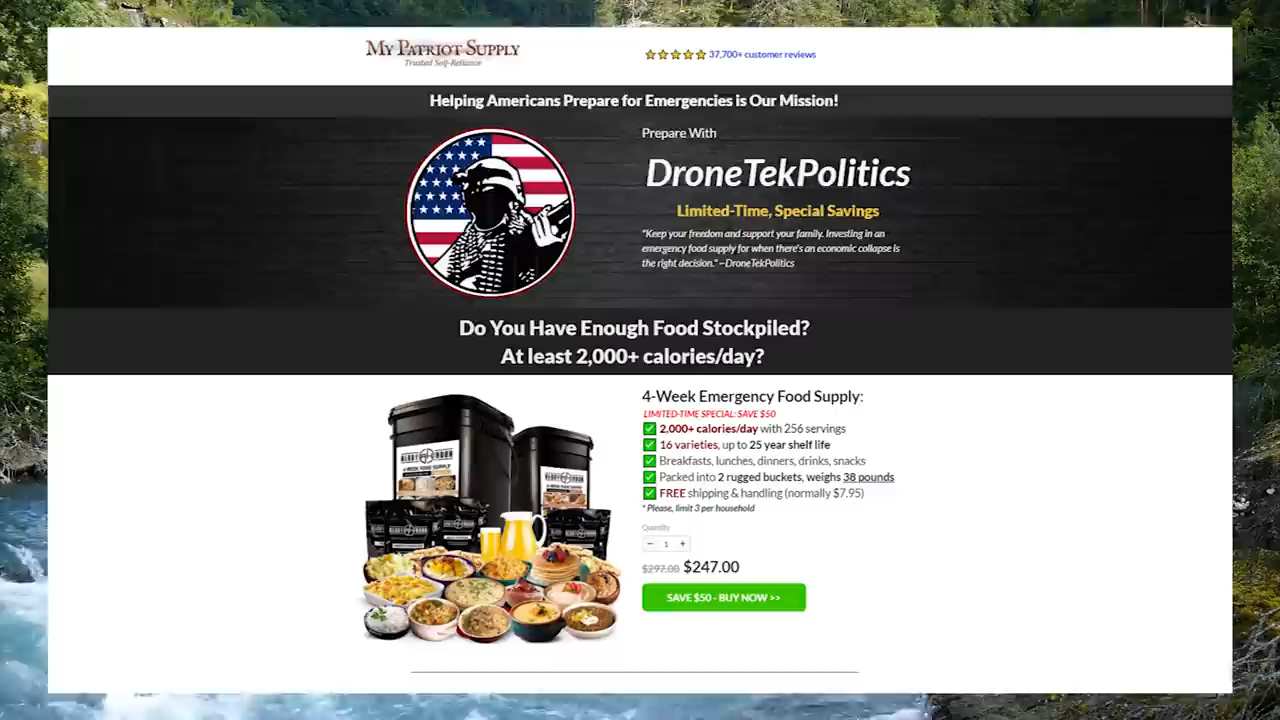 My Patriot Supply
Trusted Self-Reliance
37,700+ customer reviews
Helping Americans Prepare for Emergencies is Our Mission!
Prepare With
DroneTekPolitics
Limited-Time, Special Savings
"Keep your freedom and support your family. Investing in an
emergency food supply for when there's an economic collapse is
the right decision." –DroneTekPolitics
Do You Have Enough Food Stockpiled?
At least 2,000+ calories/day?
4-Week Emergency Food Supply:
LIMITED-TIME SPECIAL: SAVE $50
2,000+ calories/day with 256 servings
16 varieties, up to 25 year shelf life
Breakfasts, lunches, dinners, drinks, snacks
Packed into 2 rugged buckets, weighs 38 pounds
FREE shipping & handling (normally $7.95)
* Please, limit 3 per household
Quantity
− 1 +
$297.00 $247.00
SAVE $50 - BUY NOW >>
READY HOUR
4-WEEK FOOD SUPPLY